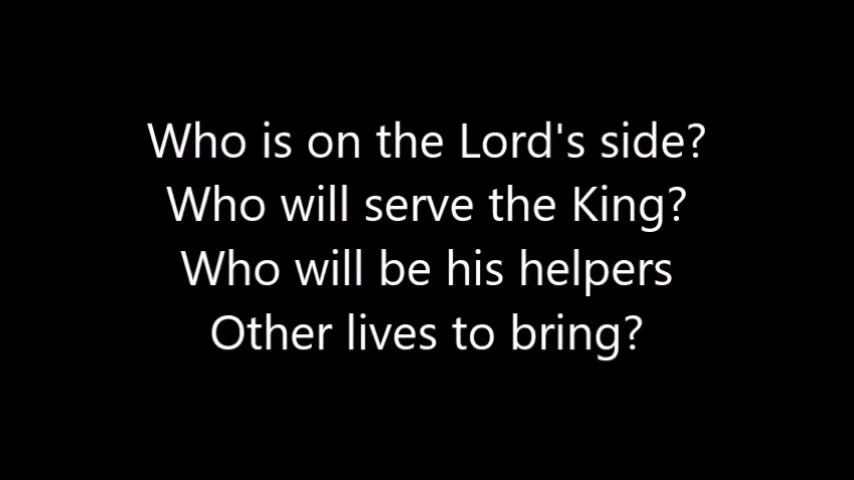 Who is on the Lord's side?
Who will serve the King?
Who will be his helpers
Other lives to bring?